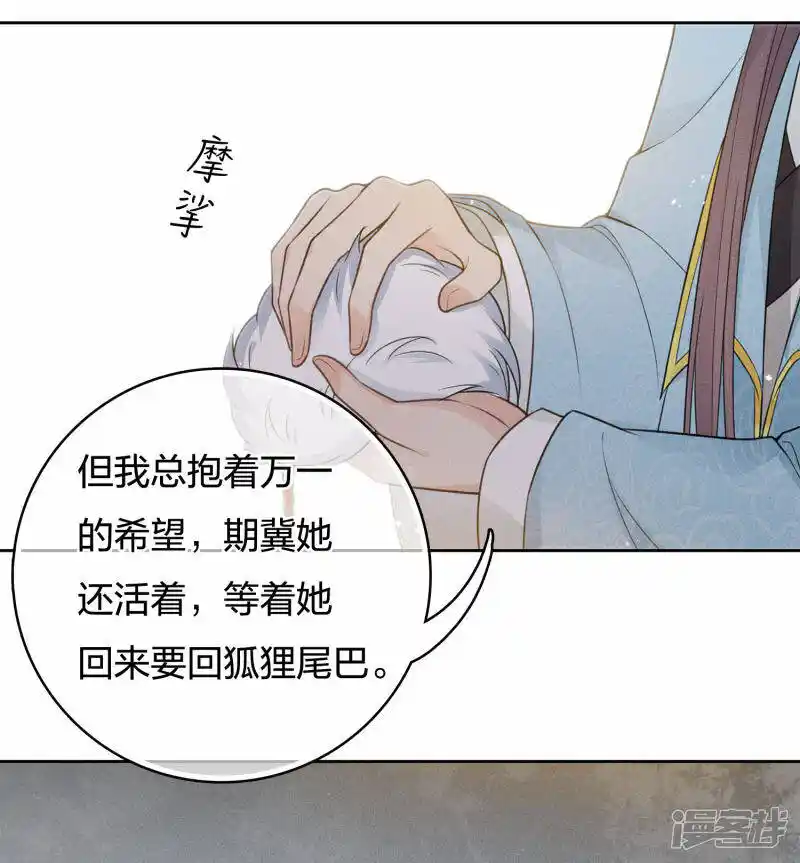 摩挲
但我总抱着万一
的希望，期冀她
还活着，等着她
回来要回狐狸尾巴。
漫客栈